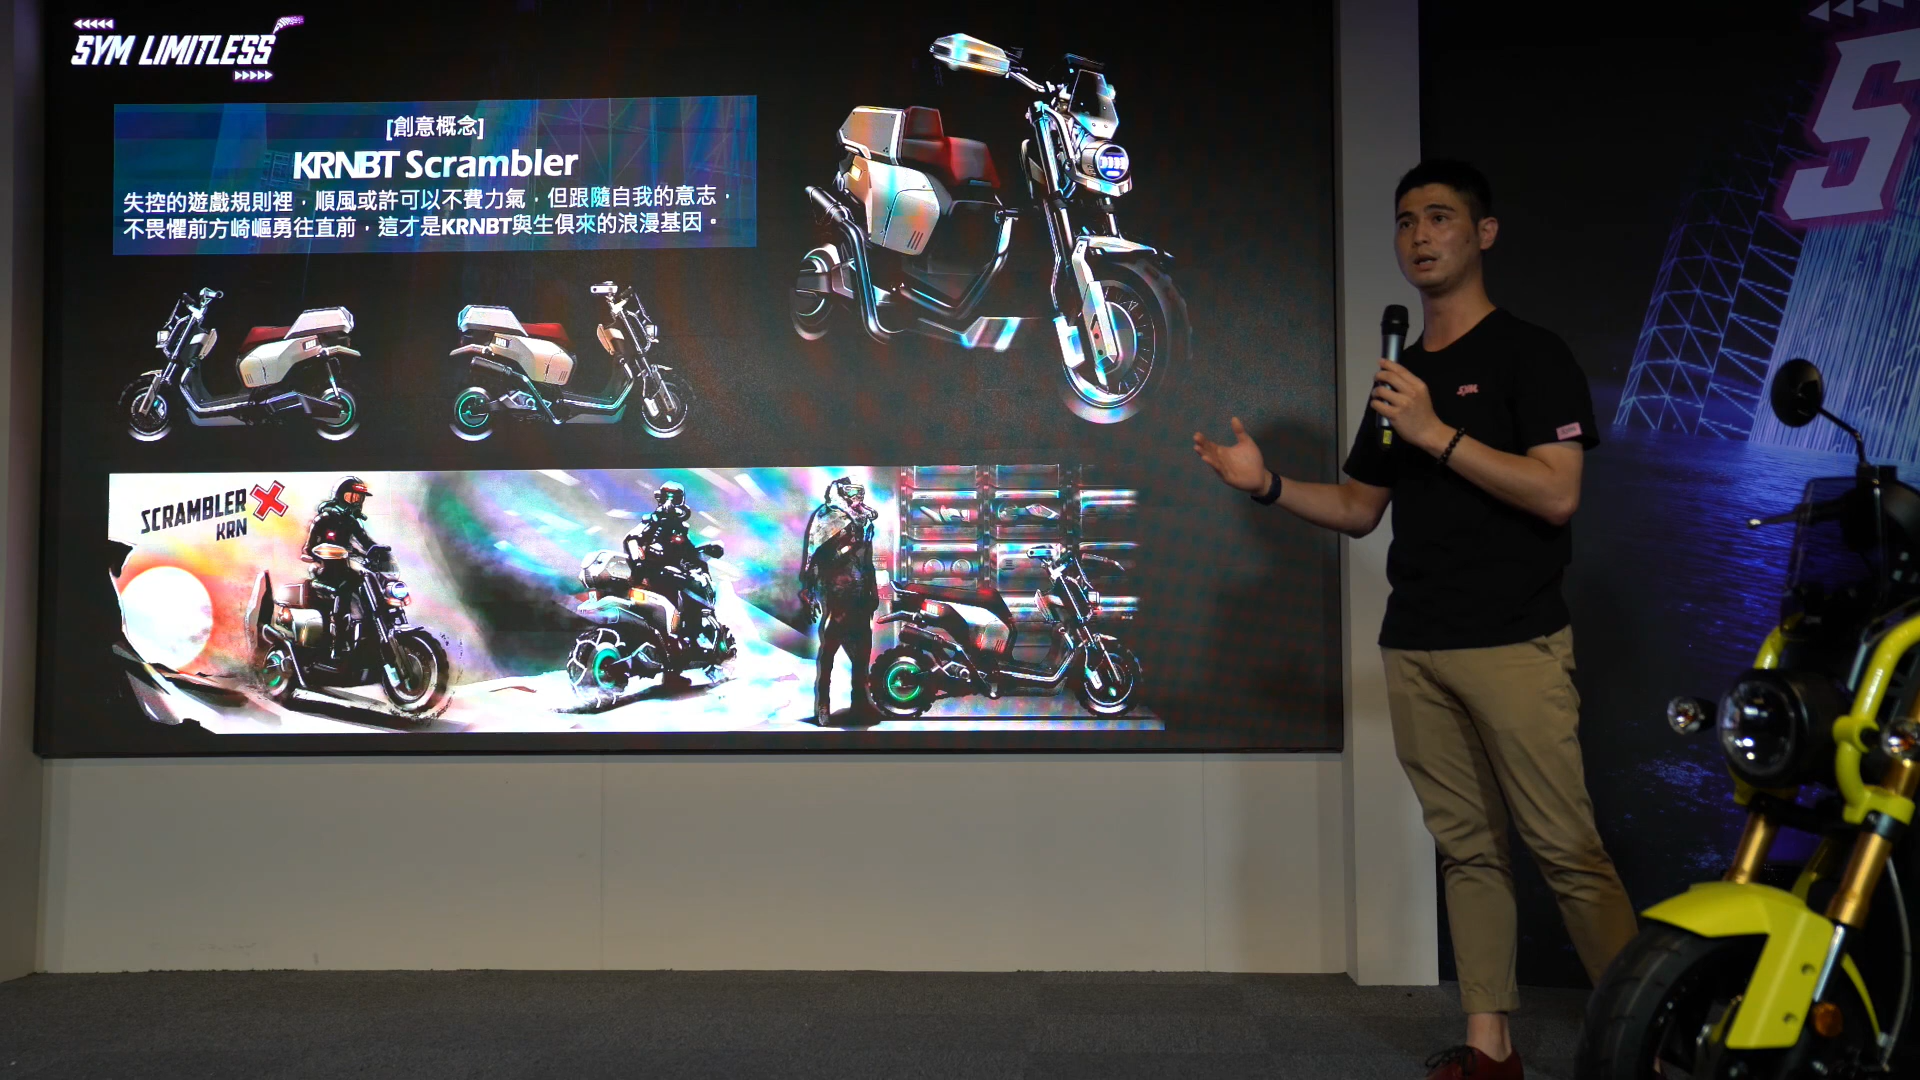 SYM LIMITLESS
[創意概念]
KRNBT Scrambler
失控的遊戲規則裡，順風或許可以不費力氣，但跟隨自我的意志，
不畏懼前方崎嶇勇往直前，這才是KRNBT與生俱來的浪漫基因。
SCRAMBLER X
KRN
SYM
S